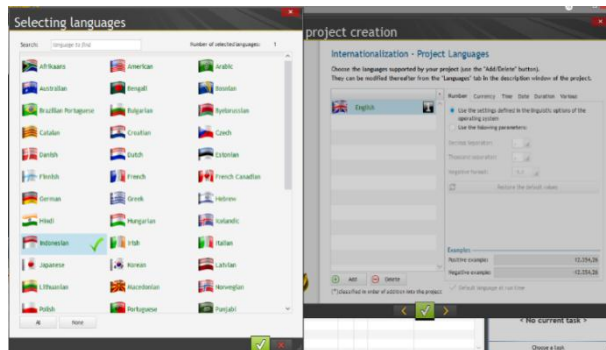 Selecting languages
Search: language to find Number of selected languages: 1
Afrikaans American Arabic
Australian Bengali Bosnian
Brazilian Portuguese Bulgarian Byelorussian
Catalan Croatian Czech
Danish Dutch Estonian
Finnish French French Canadian
German Greek Hebrew
Hindi Hungarian Icelandic
Indonesian Irish Italian
Japanese Korean Latvian
Lithuanian Macedonian Norwegian
Polish Portuguese Punjabi
All None
project creation
Internationalization - Project Languages
Choose the languages supported by your project (use the "Add/Delete" button).
They can be modified thereafter from the "Languages" tab in the description window of the project.
English
Number Currency Time Date Duration Various
Use the settings defined in the linguistic options of the
operating system
Use the following parameters:
Decimal separator:
Thousand separator:
Negative format:
Restore the default values
Examples
Positive example: 12,354.26
Negative example: -12,354.26
Add Delete
(*) classified in order of addition into the project
Default language at runtime
< No current task >
Choose a task